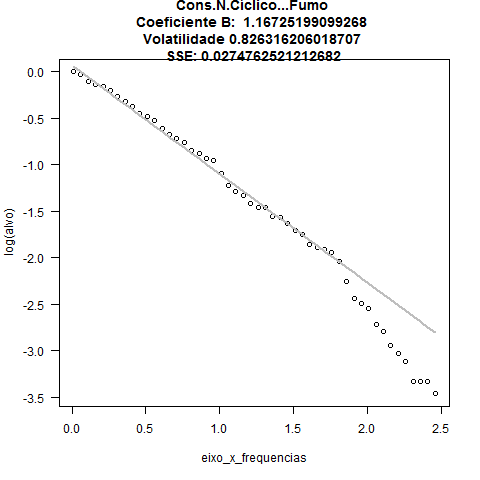 Cons.N.Ciclico...Fumo
Coeficiente B:  1.16725199099268
Volatilidade 0.826316206018707
SSE: 0.0274762521212682
0.0
-0.5
-1.0
-1.5
-2.0
-2.5
-3.0
-3.5
log(alvo)
0.0 0.5 1.0 1.5 2.0 2.5
eixo_x_frequencias